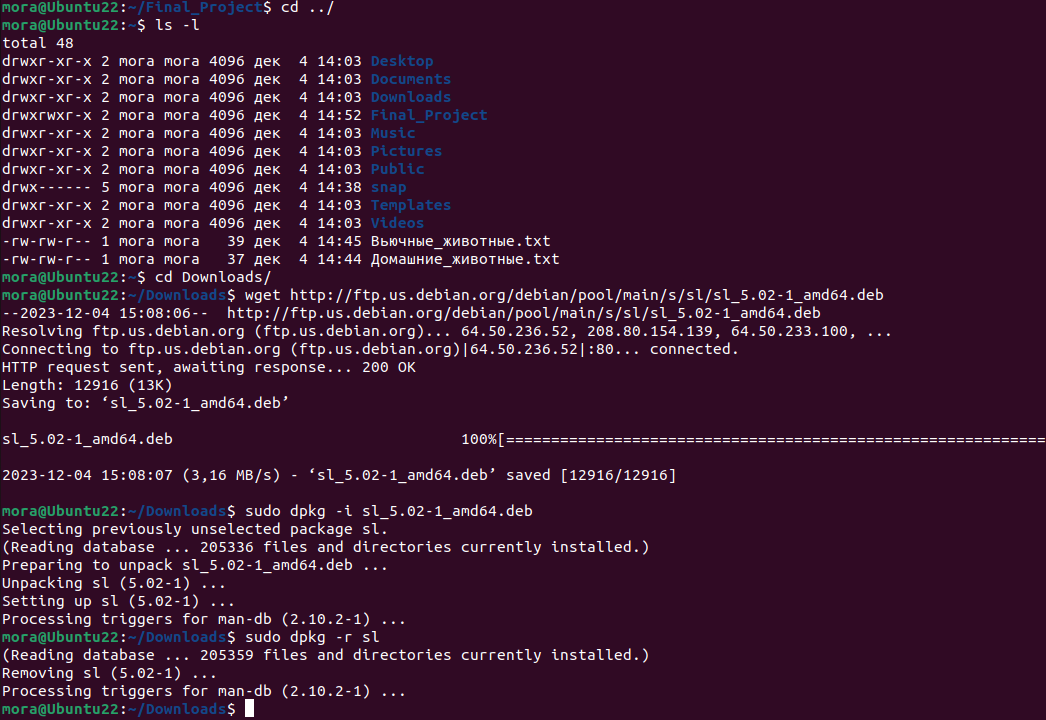 mora@Ubuntu22:~/Final_Project$ cd ../
mora@Ubuntu22:~$ ls -l
total 48
drwxr-xr-x 2 mora mora 4096 дек  4 14:03 Desktop
drwxr-xr-x 2 mora mora 4096 дек  4 14:03 Documents
drwxr-xr-x 2 mora mora 4096 дек  4 14:03 Downloads
drwxrwxr-x 2 mora mora 4096 дек  4 14:52 Final_Project
drwxr-xr-x 2 mora mora 4096 дек  4 14:03 Music
drwxr-xr-x 2 mora mora 4096 дек  4 14:03 Pictures
drwxr-xr-x 2 mora mora 4096 дек  4 14:03 Public
drwx------ 5 mora mora 4096 дек  4 14:38 snap
drwxr-xr-x 2 mora mora 4096 дек  4 14:03 Templates
drwxr-xr-x 2 mora mora 4096 дек  4 14:03 Videos
-rw-rw-r-- 1 mora mora   39 дек  4 14:45 Вьючные_животные.txt
-rw-rw-r-- 1 mora mora   37 дек  4 14:44 Домашние_животные.txt
mora@Ubuntu22:~$ cd Downloads/
mora@Ubuntu22:~/Downloads$ wget http://ftp.us.debian.org/debian/pool/main/s/sl/sl_5.02-1_amd64.deb
--2023-12-04 15:08:06--  http://ftp.us.debian.org/debian/pool/main/s/sl/sl_5.02-1_amd64.deb
Resolving ftp.us.debian.org (ftp.us.debian.org)... 64.50.236.52, 208.80.154.139, 64.50.233.100, ...
Connecting to ftp.us.debian.org (ftp.us.debian.org)|64.50.236.52|:80... connected.
HTTP request sent, awaiting response... 200 OK
Length: 12916 (13K)
Saving to: ‘sl_5.02-1_amd64.deb’
sl_5.02-1_amd64.deb                                100%[============================================================
2023-12-04 15:08:07 (3,16 MB/s) - ‘sl_5.02-1_amd64.deb’ saved [12916/12916]
mora@Ubuntu22:~/Downloads$ sudo dpkg -i sl_5.02-1_amd64.deb
Selecting previously unselected package sl.
(Reading database ... 205336 files and directories currently installed.)
Preparing to unpack sl_5.02-1_amd64.deb ...
Unpacking sl (5.02-1) ...
Setting up sl (5.02-1) ...
Processing triggers for man-db (2.10.2-1) ...
mora@Ubuntu22:~/Downloads$ sudo dpkg -r sl
(Reading database ... 205359 files and directories currently installed.)
Removing sl (5.02-1) ...
Processing triggers for man-db (2.10.2-1) ...
mora@Ubuntu22:~/Downloads$